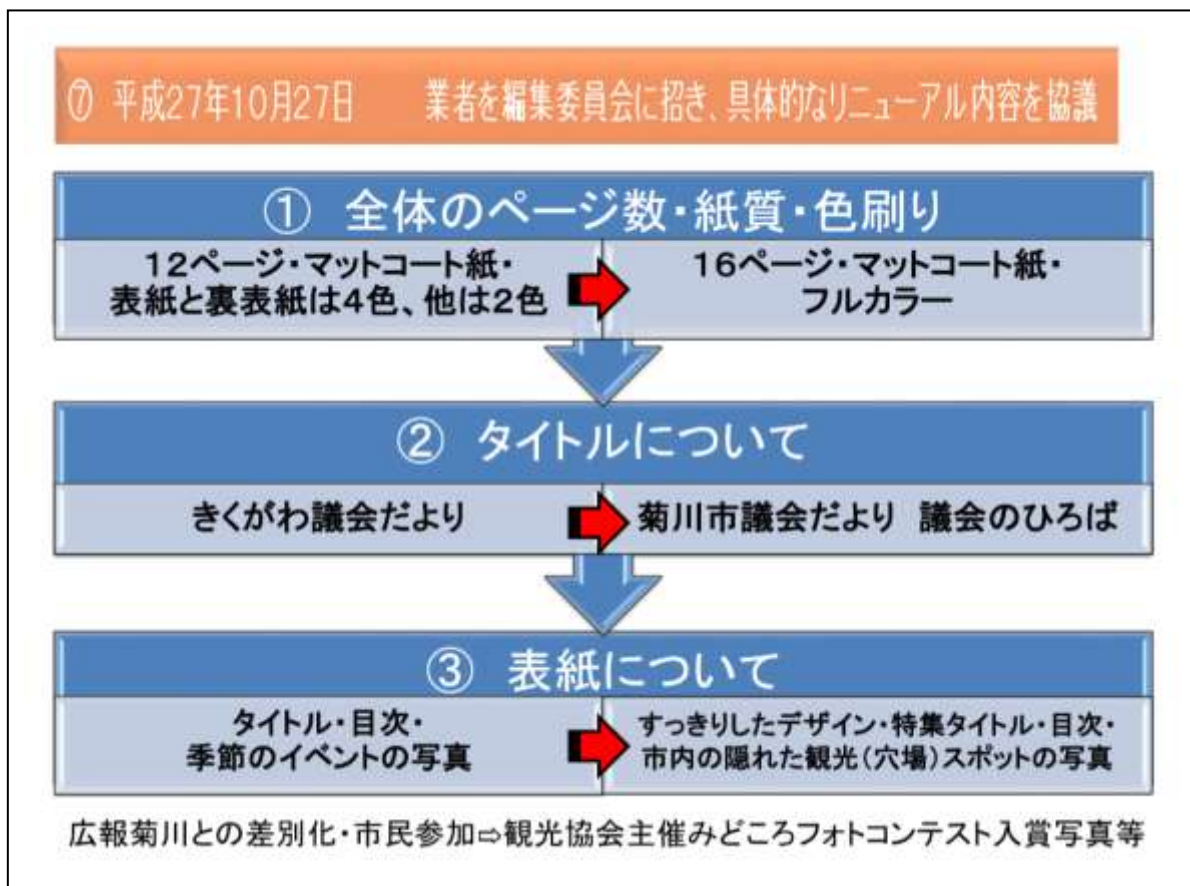 ⑦ 平成27年10月27日　　業者を編集委員会に招き、具体的なリニューアル内容を協議
①　全体のページ数・紙質・色刷り
12ページ・マットコート紙・
表紙と裏表紙は4色、他は2色
16ページ・マットコート紙・
フルカラー
②　タイトルについて
きくがわ議会だより
菊川市議会だより　議会のひろば
③　表紙について
タイトル・目次・
季節のイベントの写真
すっきりしたデザイン・特集タイトル・目次・
市内の隠れた観光(穴場)スポットの写真
広報菊川との差別化・市民参加⇨観光協会主催みどころフォトコンテスト入賞写真等